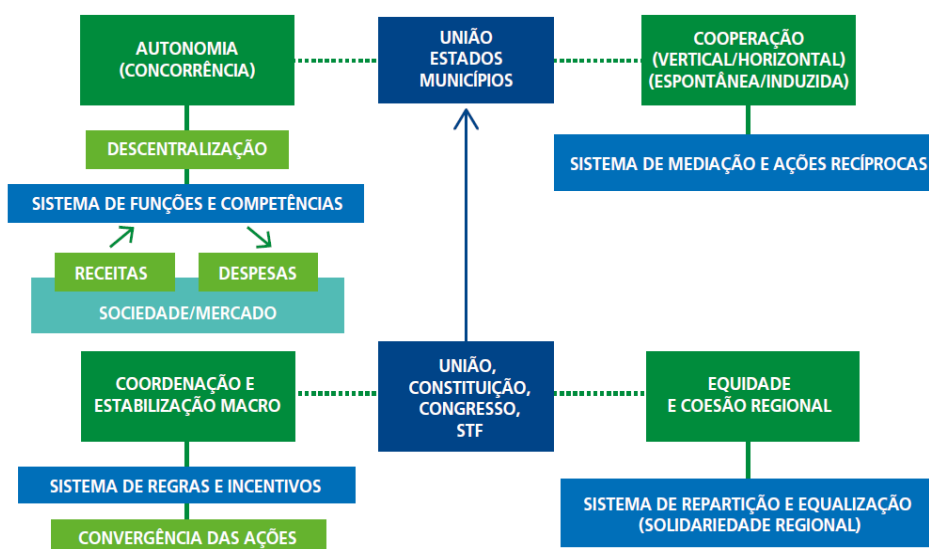 AUTONOMIA
(CONCORRÊNCIA)
UNIÃO
ESTADOS
MUNICÍPIOS
COOPERAÇÃO
(VERTICAL/HORIZONTAL)
(ESPONTÂNEA/INDUZIDA)
DESCENTRALIZAÇÃO
SISTEMA DE MEDIAÇÃO E AÇÕES RECÍPROCAS
SISTEMA DE FUNÇÕES E COMPETÊNCIAS
RECEITAS
DESPESAS
SOCIEDADE/MERCADO
COORDENAÇÃO E
ESTABILIZAÇÃO MACRO
UNIÃO,
CONSTITUIÇÃO,
CONGRESSO,
STF
EQUIDADE
E COESÃO REGIONAL
SISTEMA DE REGRAS E INCENTIVOS
CONVERGÊNCIA DAS AÇÕES
SISTEMA DE REPARTIÇÃO E EQUALIZAÇÃO
(SOLIDARIEDADE REGIONAL)